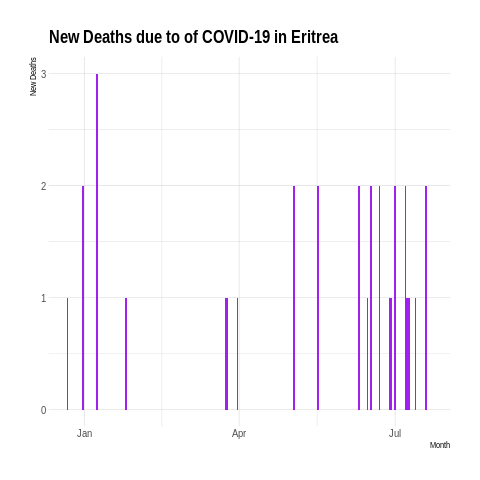 New Deaths due to of COVID-19 in Eritrea
New Deaths
3
2
1
0
Jan
Apr
Jul
Month